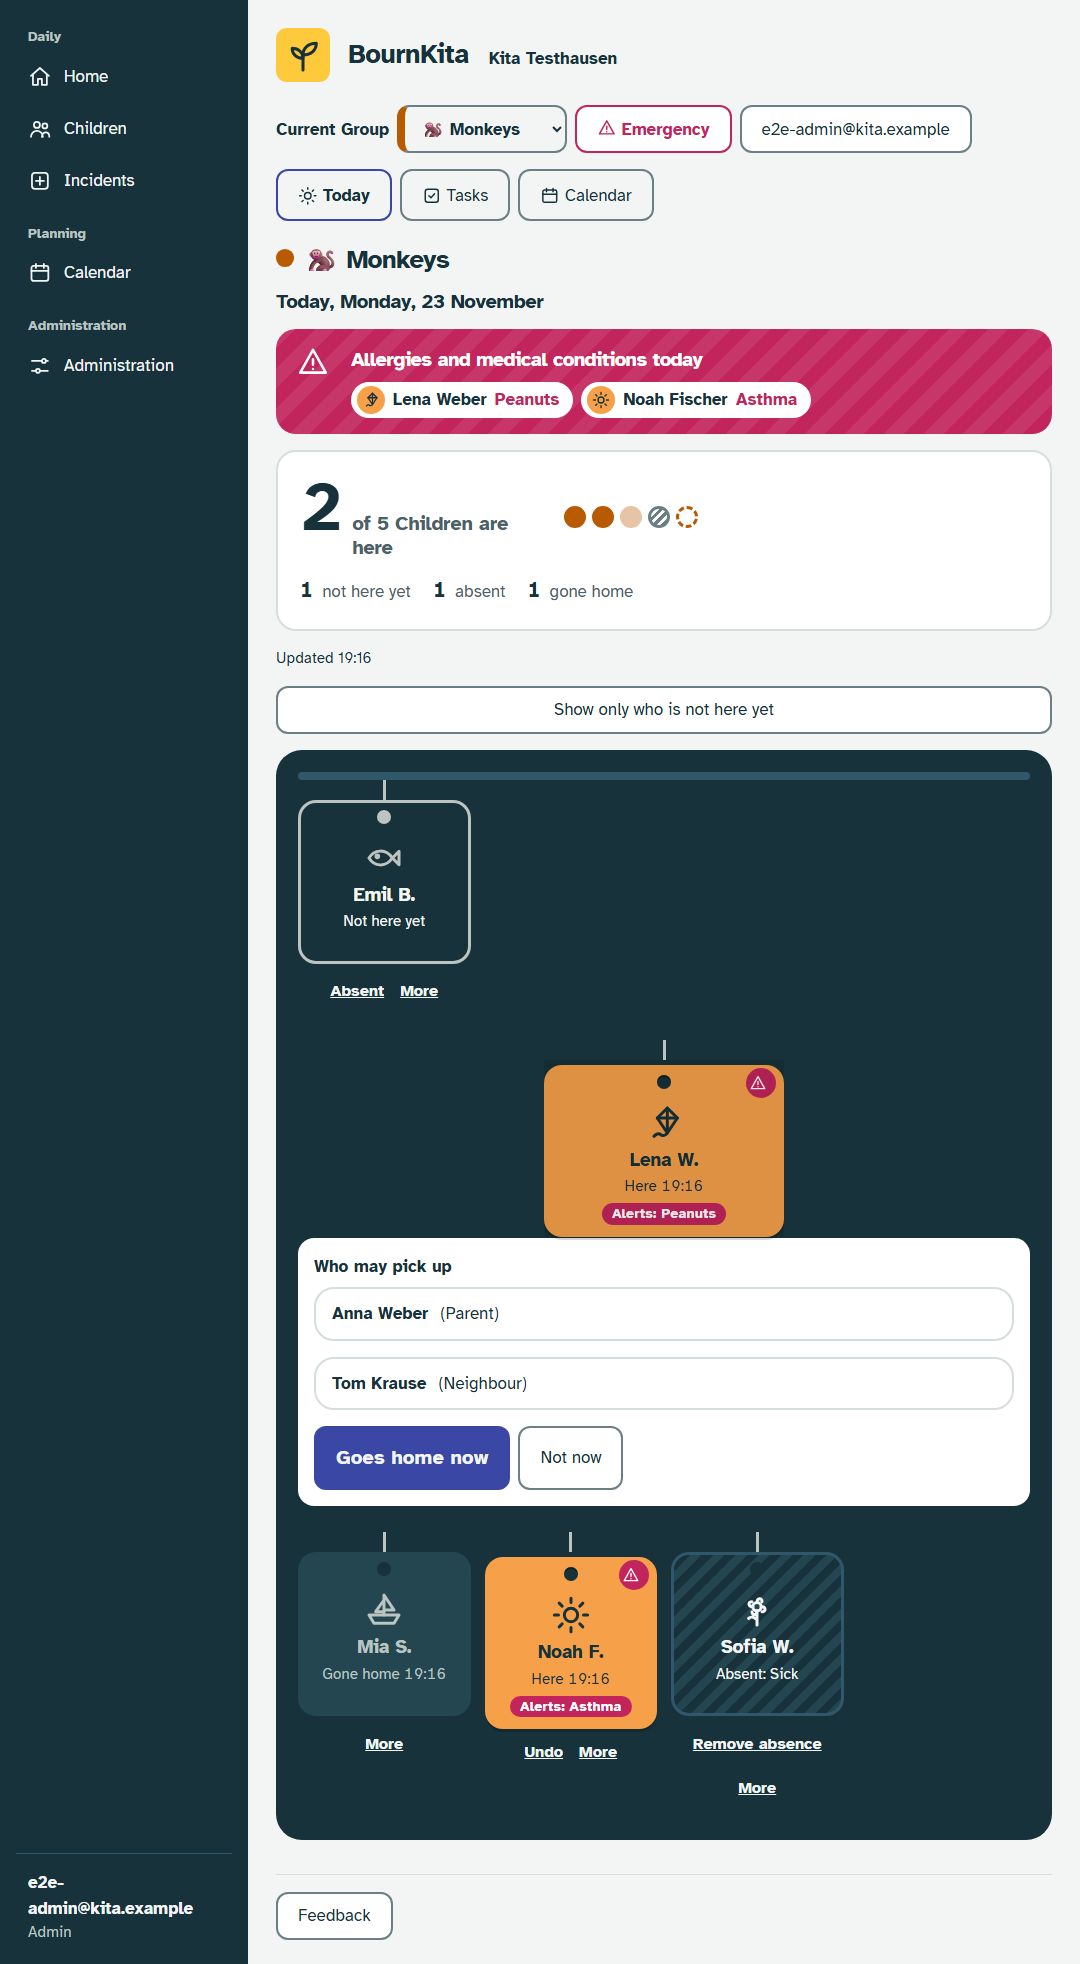 Daily
Home
Children
Incidents
Planning
Calendar
Administration
Administration
e2e-
admin@kita.example
Admin
BournKita Kita Testhausen
Current Group Monkeys Emergency e2e-admin@kita.example
Today Tasks Calendar
Monkeys
Today, Monday, 23 November
Allergies and medical conditions today
Lena Weber Peanuts Noah Fischer Asthma
2 of 5 Children are
here
1 not here yet 1 absent 1 gone home
Updated 19:16
Show only who is not here yet
Emil B.
Not here yet
Absent More
Lena W.
Here 19:16
Alerts: Peanuts
Who may pick up
Anna Weber (Parent)
Tom Krause (Neighbour)
Goes home now Not now
Mia S.
Gone home 19:16
More
Noah F.
Here 19:16
Alerts: Asthma
Undo More
Sofia W.
Absent: Sick
Remove absence
More
Feedback